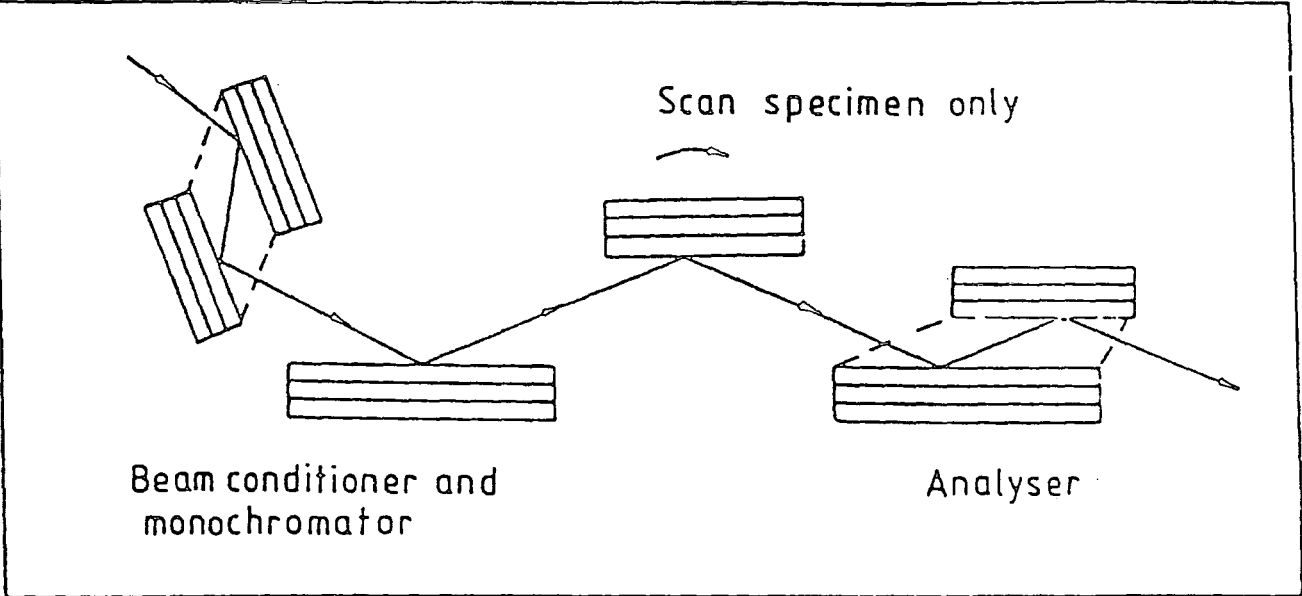 Scan specimen only
Beam conditioner and
monochromator
Analyser